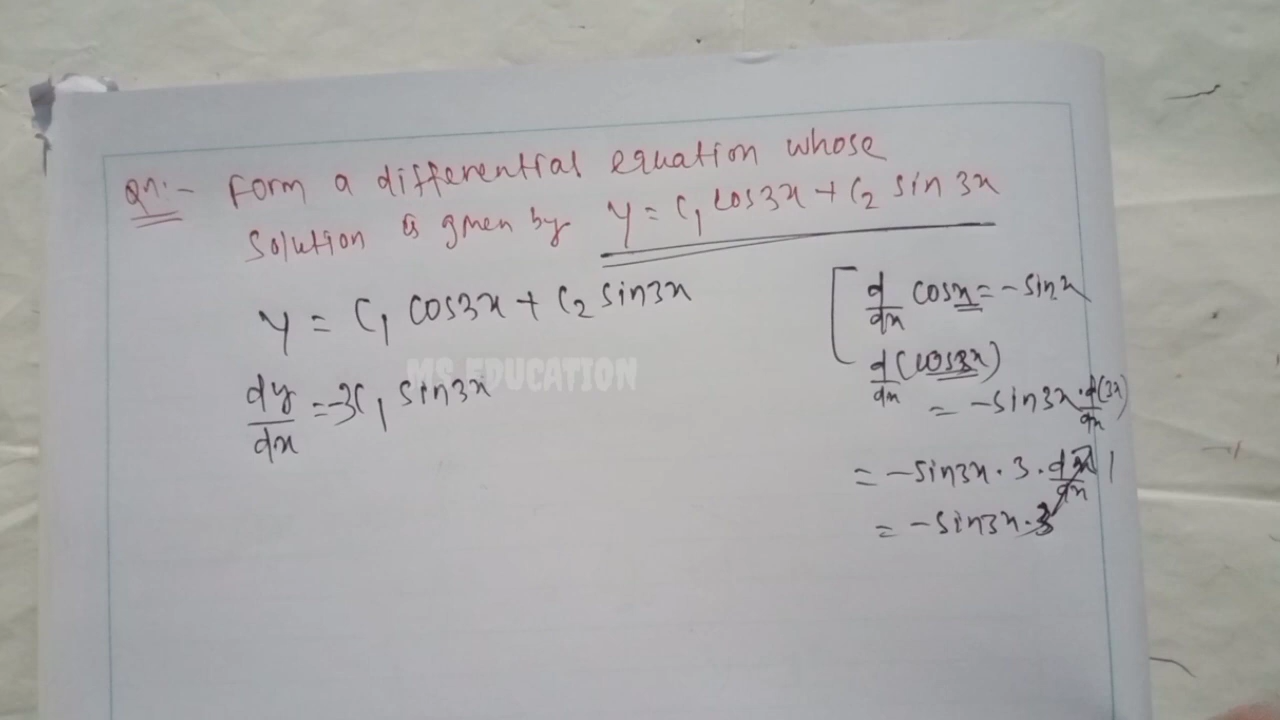 Qn:- Form a differential equation whose
Solution is given by y = C₁ cos3x + C₂ sin 3x
y = C₁ cos3x + C₂ sin3x
dy/dx = -3C₁ sin3x
MS EDUCATION
[ d/dx cosx = - sinx
d/dx (cos3x)
= - sin3x · d(3x)/dx
= - sin3x · 3 · dx/dx 1
= - sin3x · 3